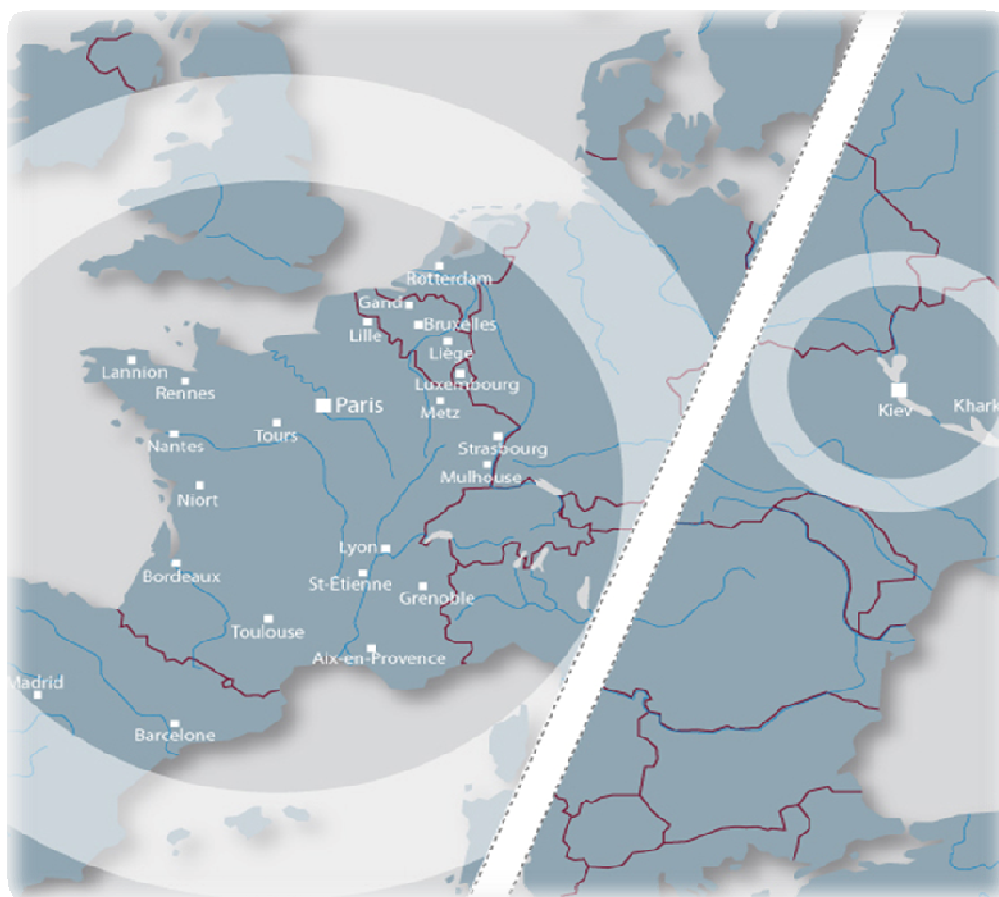 Rotterdam
Gand
Bruxelles
Lille
Liège
Lannion
Luxembourg
Rennes
Paris
Metz
Kiev
Khark
Nantes
Tours
Strasbourg
Mulhouse
Niort
Lyon
Bordeaux
St-Etienne
Grenoble
Toulouse
Aix-en-Provence
Madrid
Barcelone